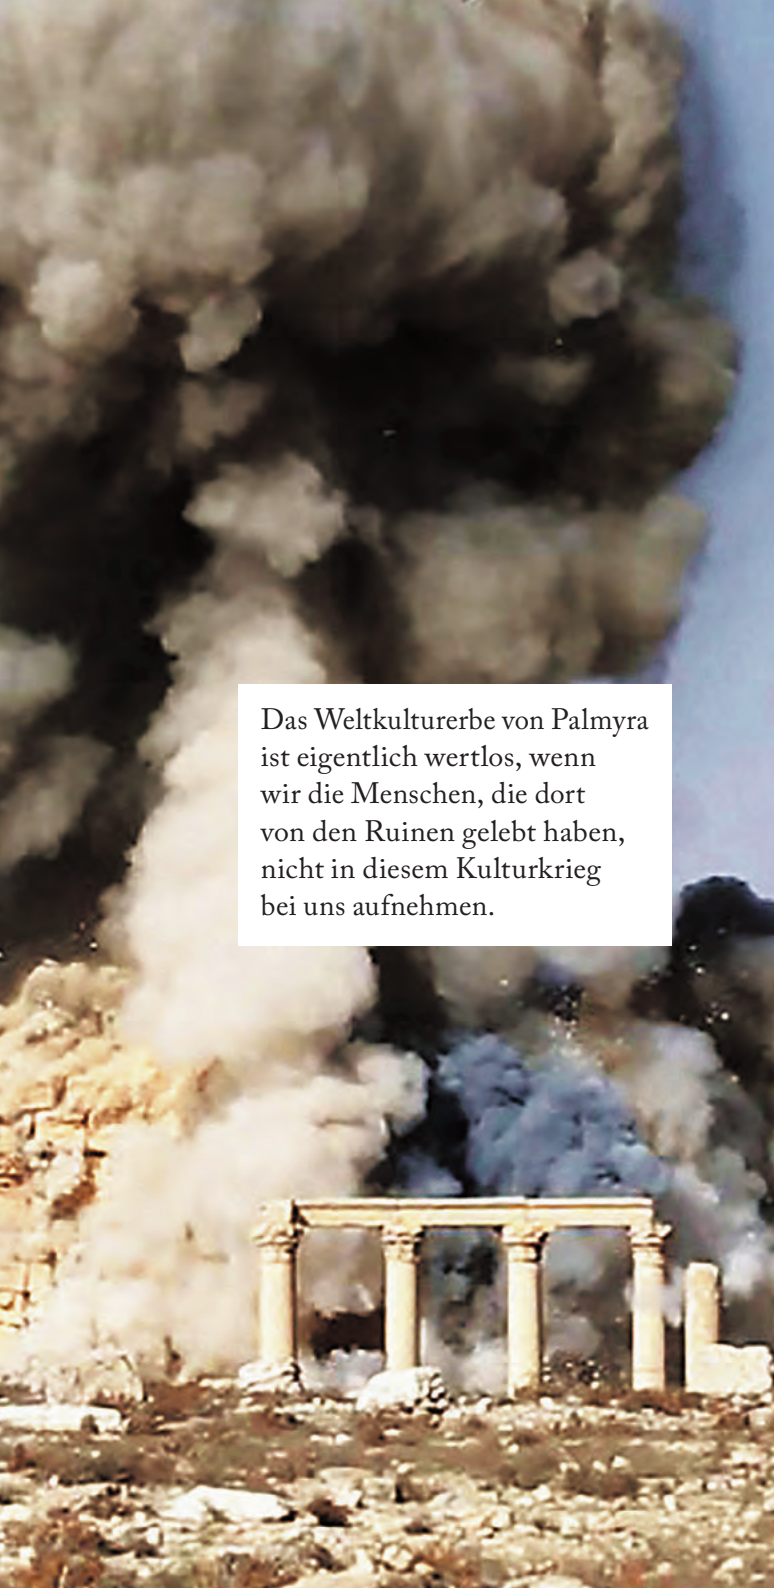 Das Weltkulturerbe von Palmyra
ist eigentlich wertlos, wenn
wir die Menschen, die dort
von den Ruinen gelebt haben,
nicht in diesem Kulturkrieg
bei uns aufnehmen.